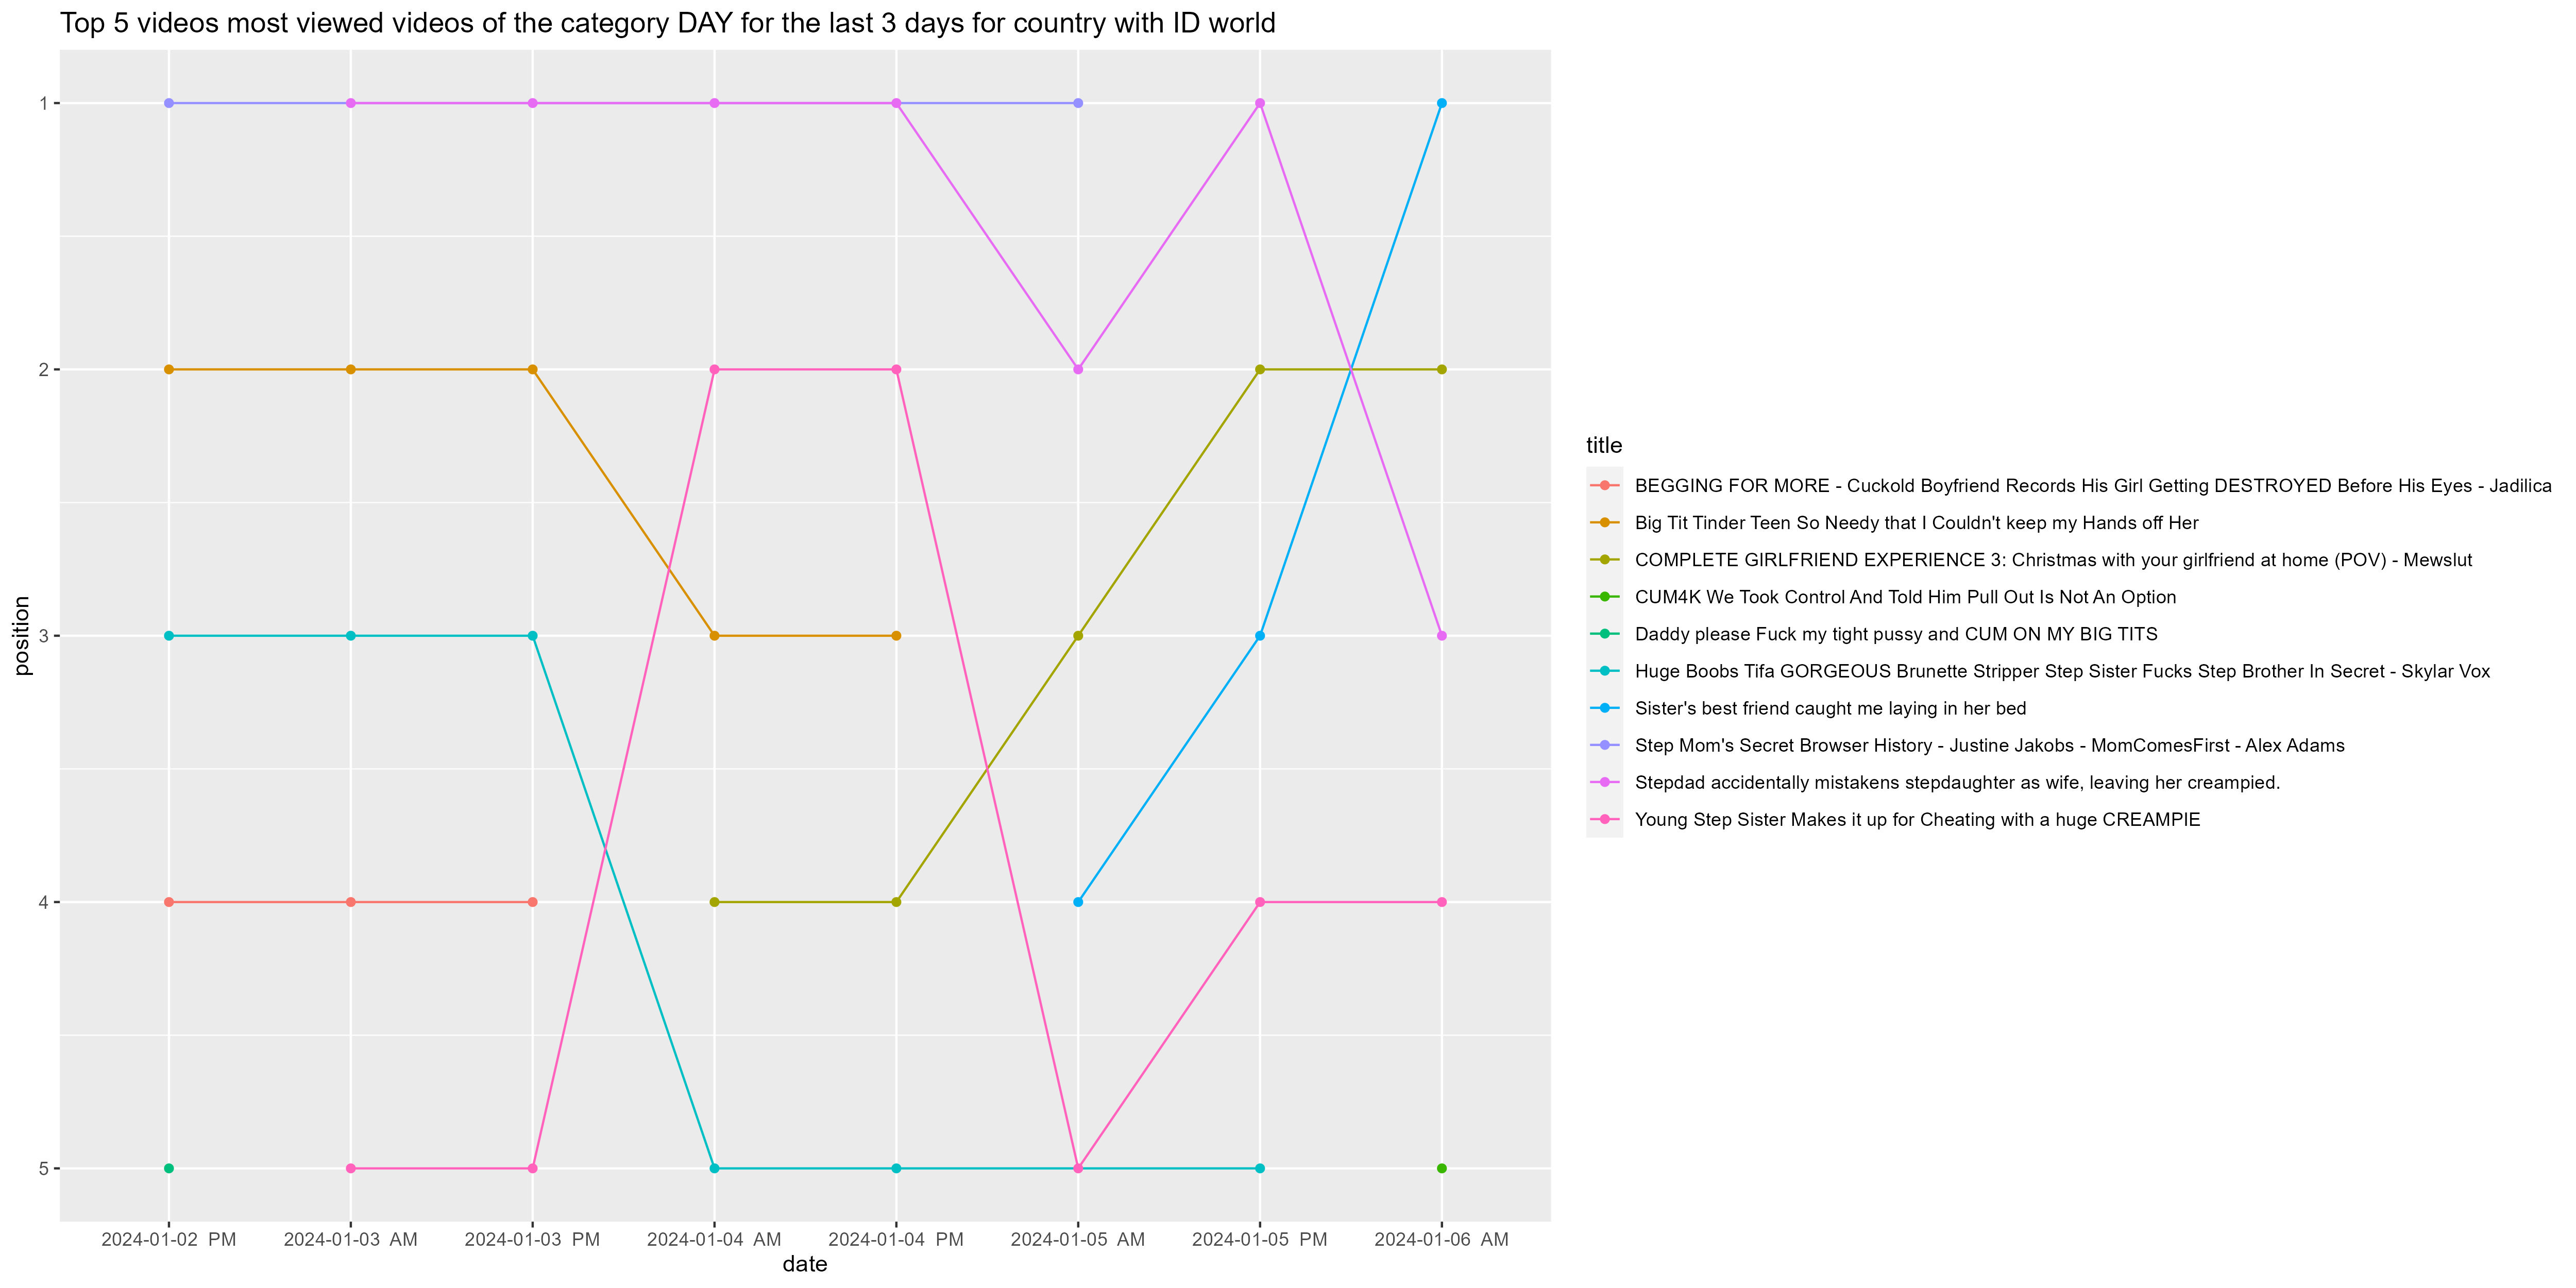 Top 5 videos most viewed videos of the category DAY for the last 3 days for country with ID world
position
1
2
3
4
5
2024-01-02 PM
2024-01-03 AM
2024-01-03 PM
2024-01-04 AM
2024-01-04 PM
2024-01-05 AM
2024-01-05 PM
2024-01-06 AM
date
title
BEGGING FOR MORE - Cuckold Boyfriend Records His Girl Getting DESTROYED Before His Eyes - Jadilica
Big Tit Tinder Teen So Needy that I Couldn't keep my Hands off Her
COMPLETE GIRLFRIEND EXPERIENCE 3: Christmas with your girlfriend at home (POV) - Mewslut
CUM4K We Took Control And Told Him Pull Out Is Not An Option
Daddy please Fuck my tight pussy and CUM ON MY BIG TITS
Huge Boobs Tifa GORGEOUS Brunette Stripper Step Sister Fucks Step Brother In Secret - Skylar Vox
Sister's best friend caught me laying in her bed
Step Mom's Secret Browser History - Justine Jakobs - MomComesFirst - Alex Adams
Stepdad accidentally mistakens stepdaughter as wife, leaving her creampied.
Young Step Sister Makes it up for Cheating with a huge CREAMPIE